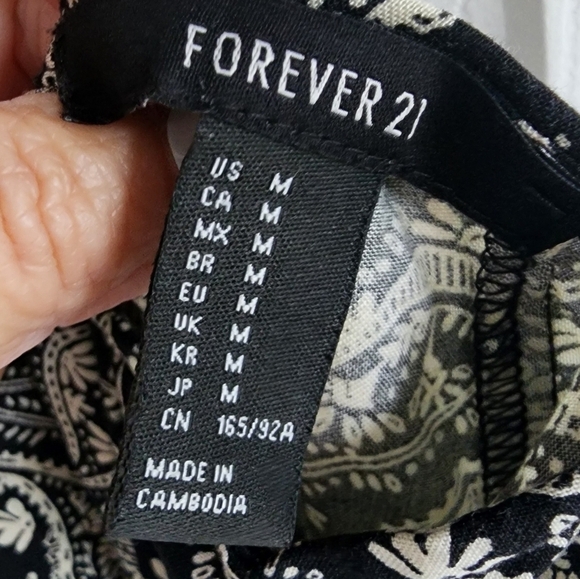 FOREVER 21
US M
CA M
MX M
BR M
EU M
UK M
KR M
JP M
CN 165/92A
MADE IN
CAMBODIA